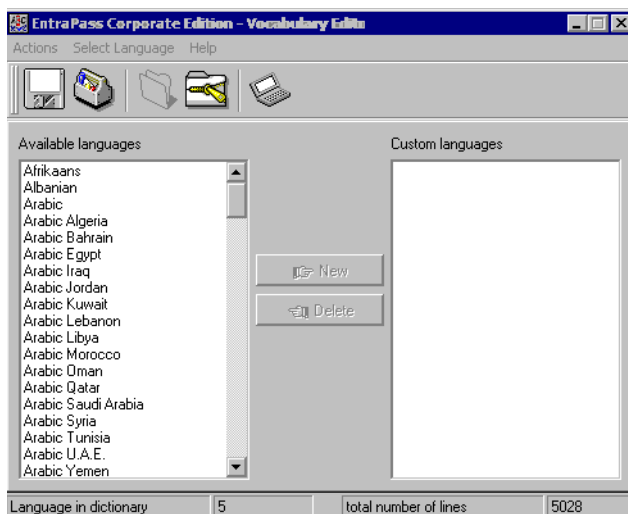 EntraPass Corporate Edition - Vocabulary Editor
Actions Select Language Help
Available languages
Custom languages
Afrikaans
Albanian
Arabic
Arabic Algeria
Arabic Bahrain
Arabic Egypt
Arabic Iraq
Arabic Jordan
Arabic Kuwait
Arabic Lebanon
Arabic Libya
Arabic Morocco
Arabic Oman
Arabic Qatar
Arabic Saudi Arabia
Arabic Syria
Arabic Tunisia
Arabic U.A.E.
Arabic Yemen
New
Delete
Language in dictionary 5 total number of lines 5028